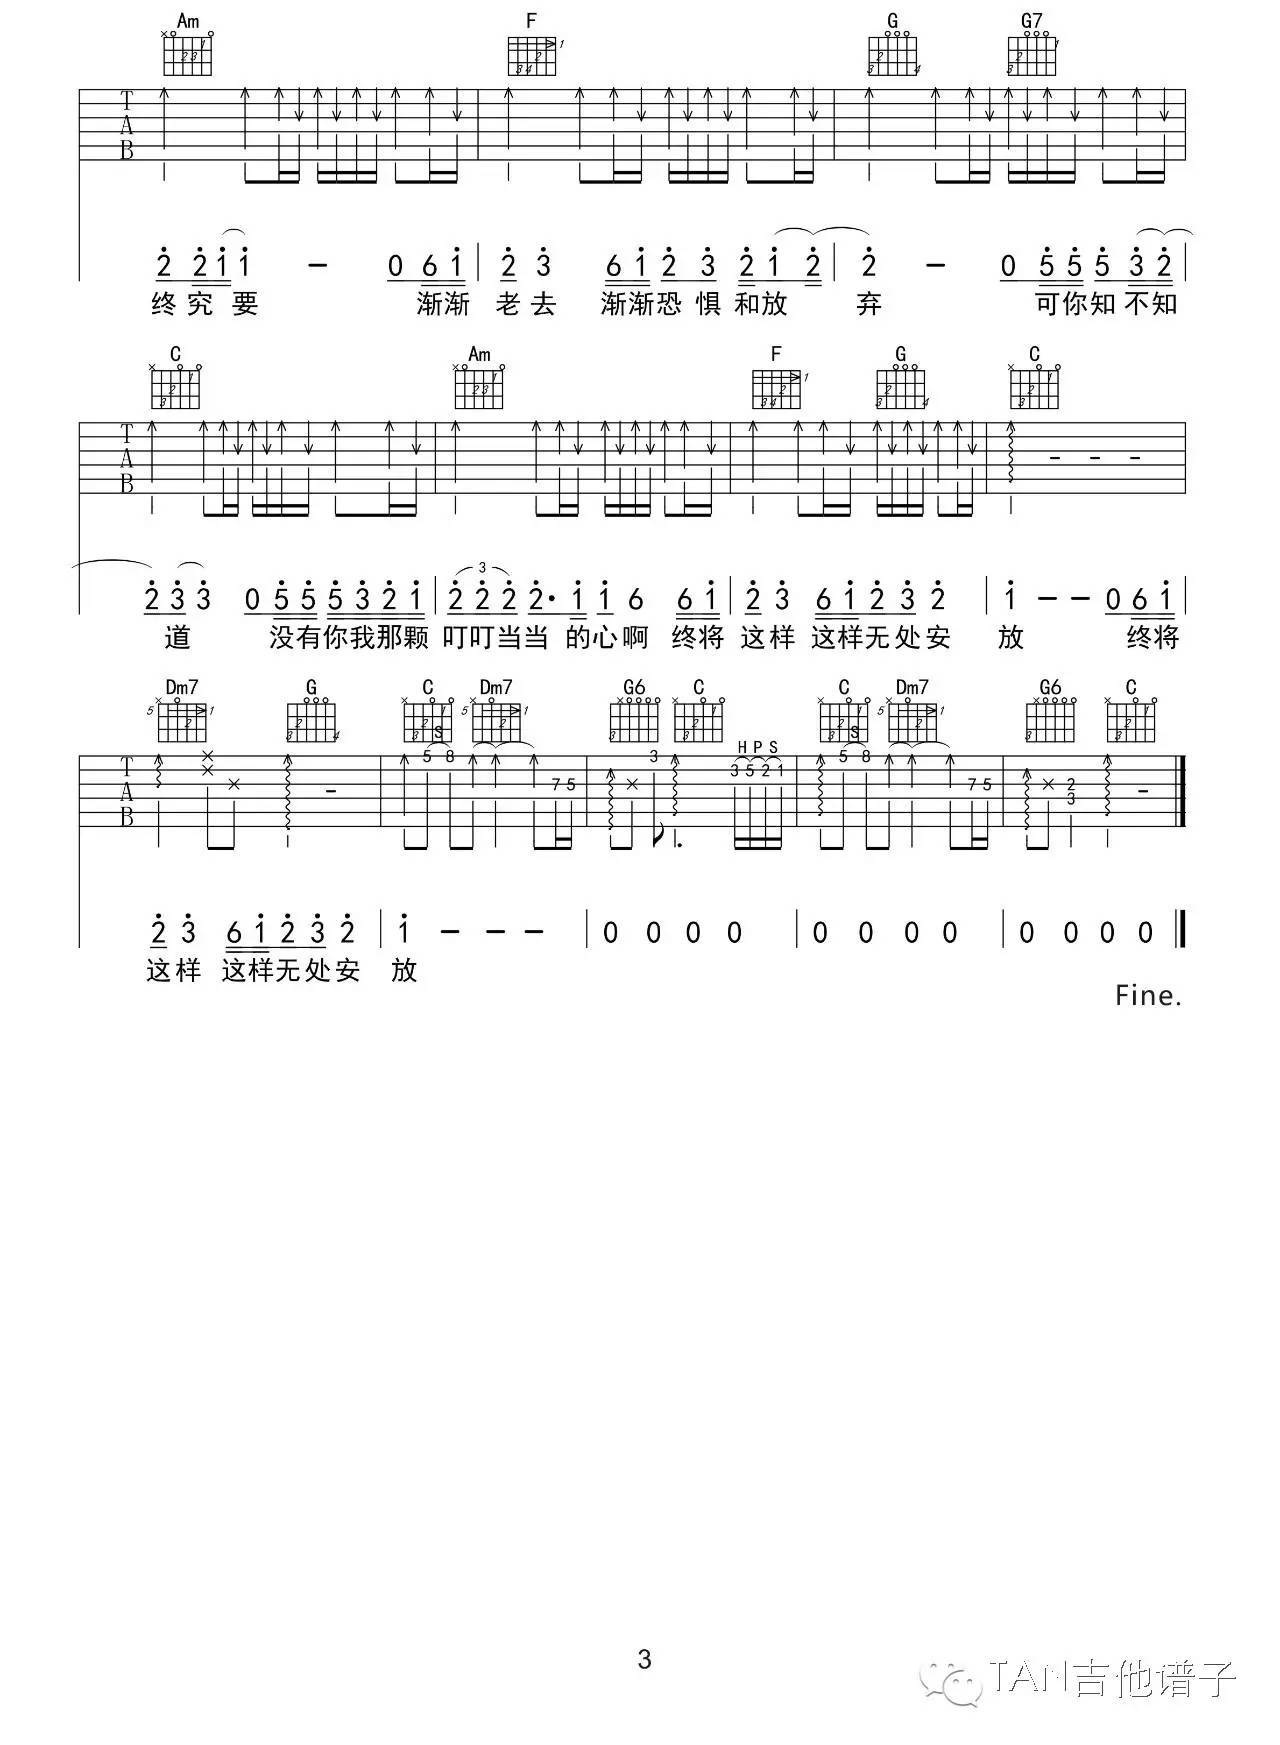 Am F G G7
T
A
B
2 2 1 1 - 0 6 1 2 3 6 1 2 3 2 1 2 2 - 0 5 5 5 3 2
终究要 渐渐老去 渐渐恐惧和放弃 可你知不知
C Am F G C
T
A
B
3
2 3 3 0 5 5 5 3 2 1 2 2 2 2· 1 1 6 6 1 2 3 6 1 2 3 2 1 - - 0 6 1
道 没有你我那颗 叮叮当当的心啊 终将这样 这样无处安放 终将
Dm7 G C Dm7 G6 C C Dm7 G6 C
5 5 5
S H P S S
T
A
B
5 8 7 5 3 3 5 2 1 5 8 7 5 2 3
2 3 6 1 2 3 2 1 - - - 0 0 0 0 0 0 0 0 0 0 0 0
这样 这样无处安放
Fine.
3
TAN吉他谱子